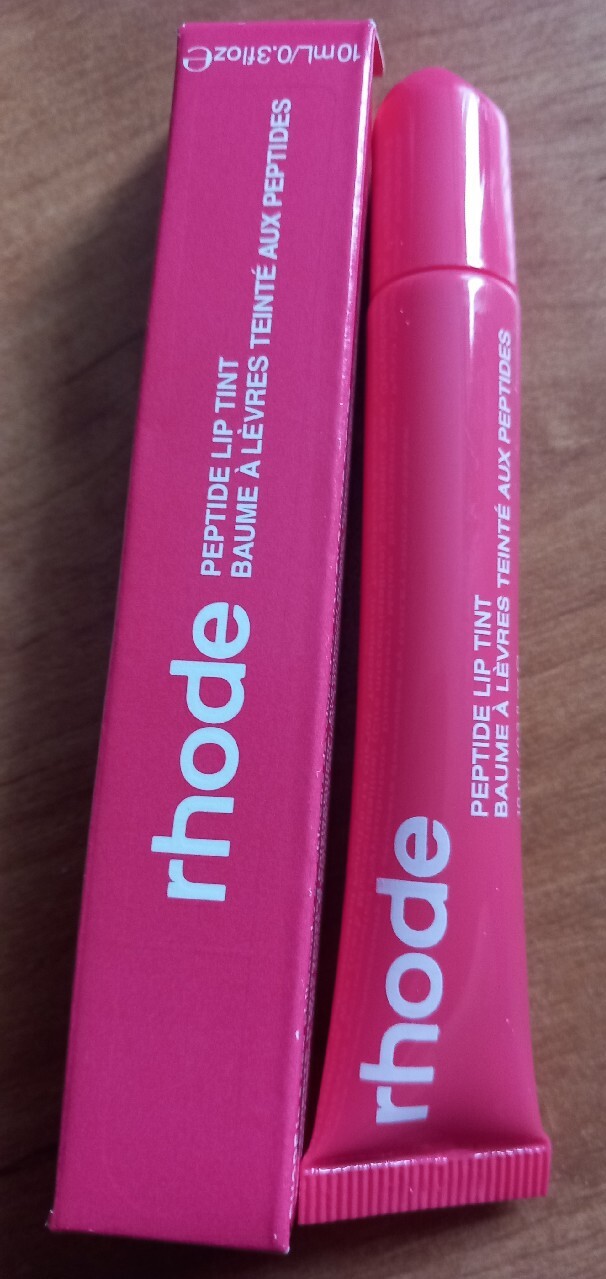 10mL/0.3floz ℮
rhode
PEPTIDE LIP TINT
BAUME À LÈVRES TEINTÉ AUX PEPTIDES
rhode
PEPTIDE LIP TINT
BAUME À LÈVRES TEINTÉ AUX PEPTIDES